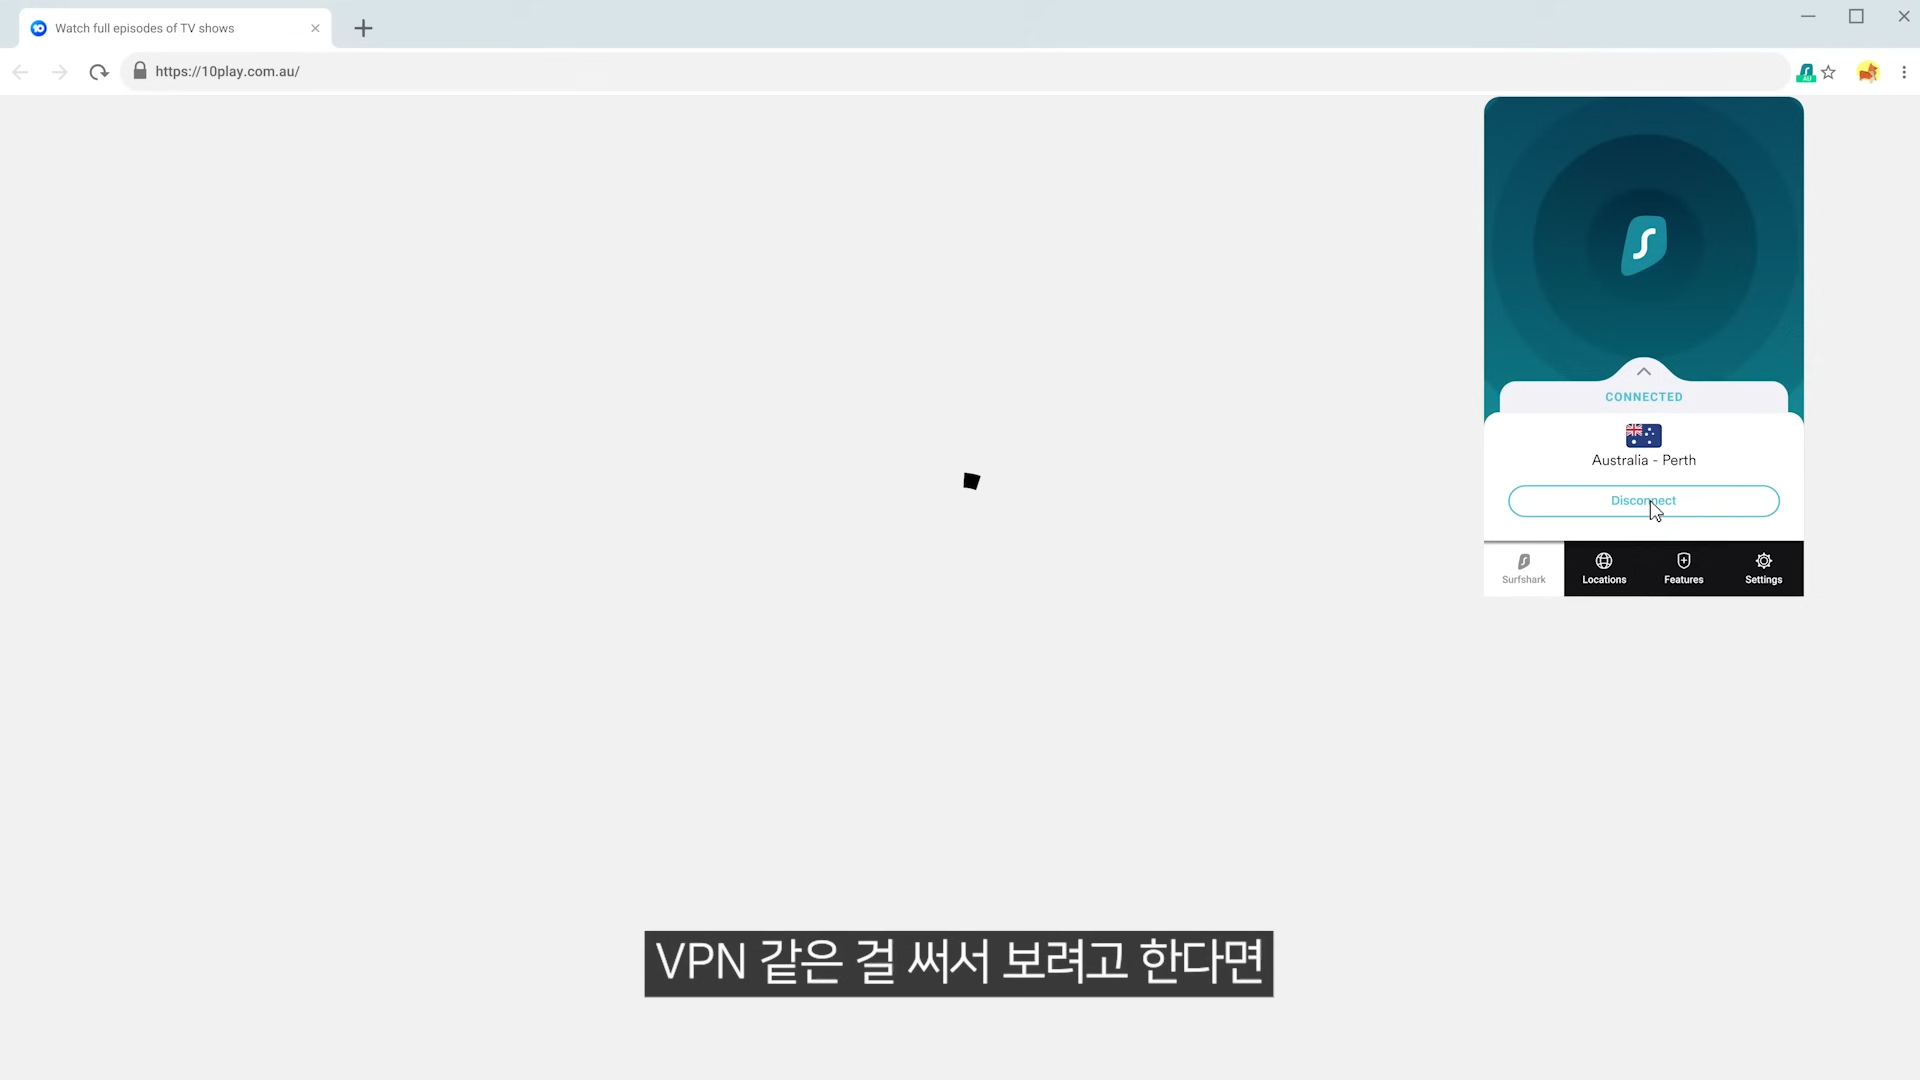 Watch full episodes of TV shows
https://10play.com.au/
AU
CONNECTED
Australia - Perth
Disconnect
Surfshark
Locations
Features
Settings
VPN 같은 걸 써서 보려고 한다면